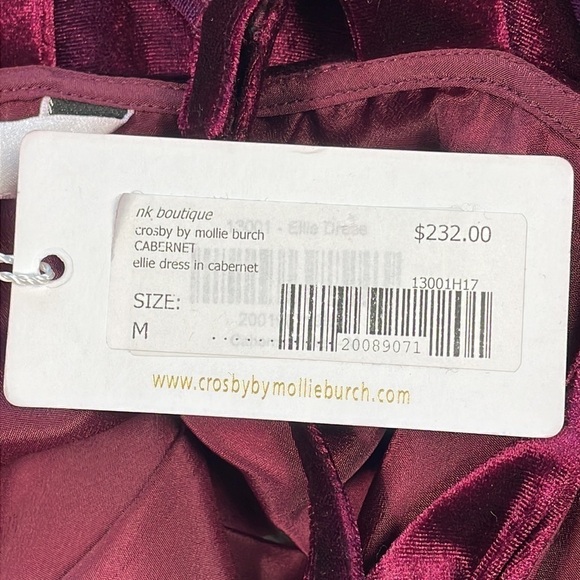 nk boutique
crosby by mollie burch
CABERNET
ellie dress in cabernet
$232.00
13001H17
SIZE:
M
20089071
13001 - Ellie Dress
www.crosbybymollieburch.com